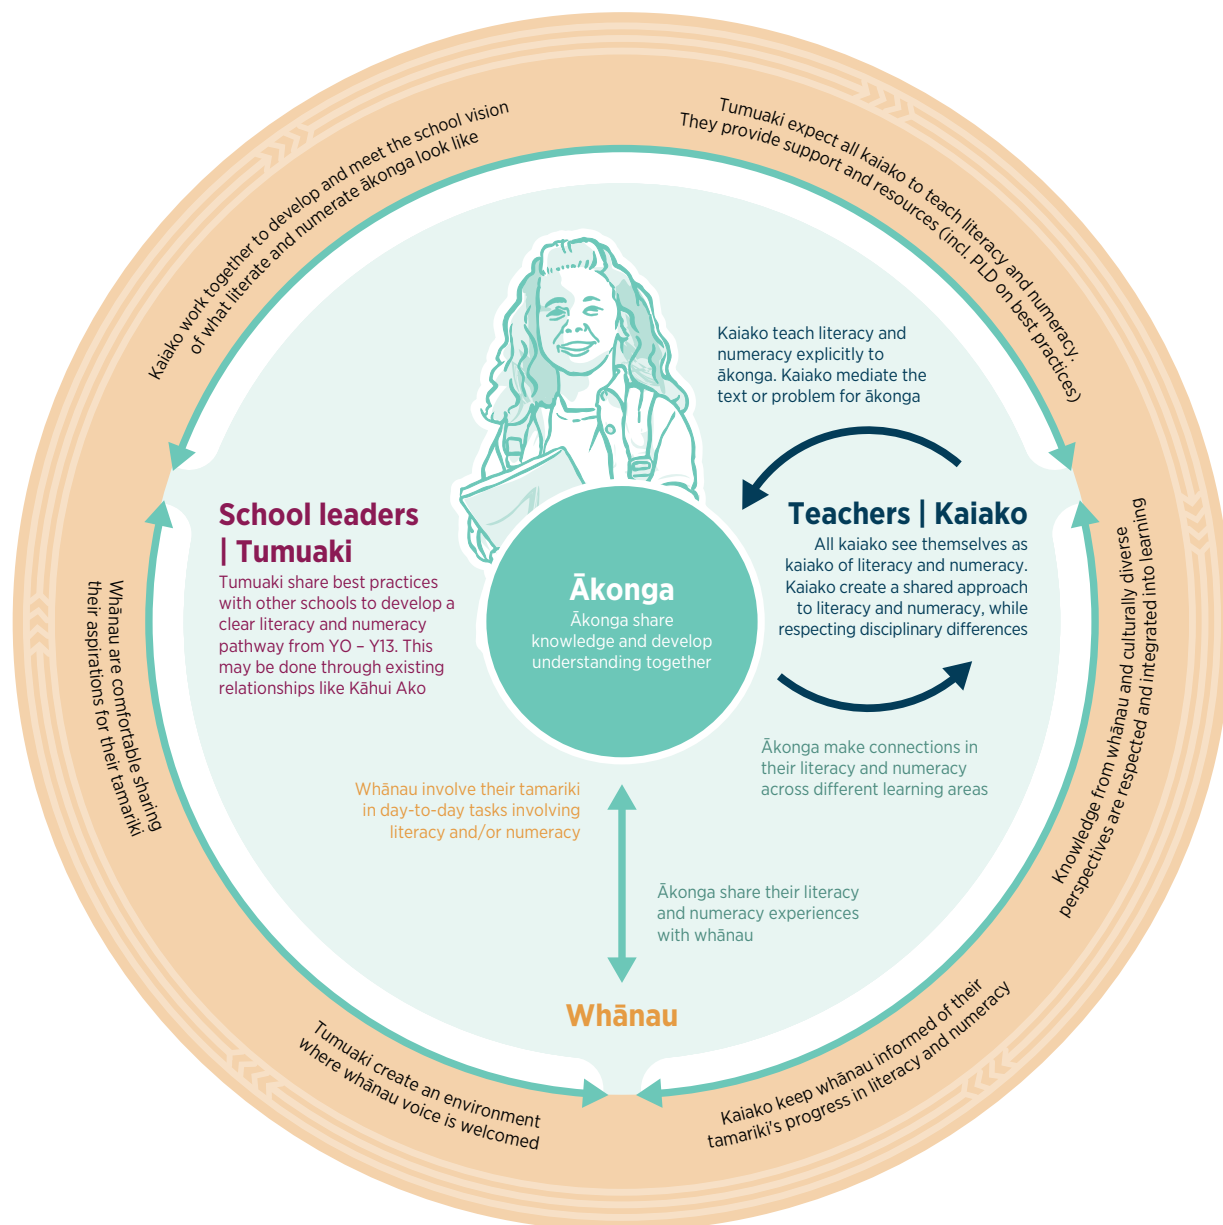 Kaiako work together to develop and meet the school vision
of what literate and numerate ākonga look like
Tumuaki expect all kaiako to teach literacy and numeracy.
They provide support and resources (incl. PLD on best practices)
Kaiako teach literacy and
numeracy explicitly to
ākonga. Kaiako mediate the
text or problem for ākonga
School leaders
| Tumuaki
Tumuaki share best practices
with other schools to develop a
clear literacy and numeracy
pathway from YO – Y13. This
may be done through existing
relationships like Kāhui Ako
Ākonga
Ākonga share
knowledge and develop
understanding together
Teachers | Kaiako
All kaiako see themselves as
kaiako of literacy and numeracy.
Kaiako create a shared approach
to literacy and numeracy, while
respecting disciplinary differences
Whānau are comfortable sharing
their aspirations for their tamariki
Knowledge from whānau and culturally diverse
perspectives are respected and integrated into learning
Ākonga make connections in
their literacy and numeracy
across different learning areas
Whānau involve their tamariki
in day-to-day tasks involving
literacy and/or numeracy
Ākonga share their literacy
and numeracy experiences
with whānau
Whānau
Tumuaki create an environment
where whānau voice is welcomed
Kaiako keep whānau informed of their
tamariki's progress in literacy and numeracy